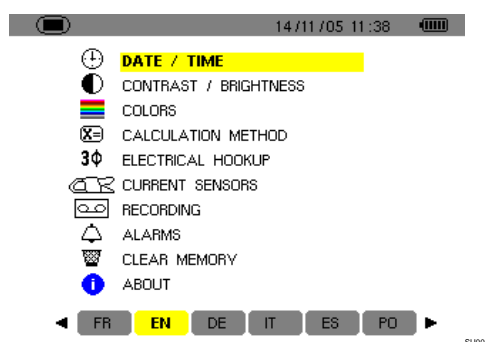 14/11/05 11:38
DATE / TIME
CONTRAST / BRIGHTNESS
COLORS
X= CALCULATION METHOD
3Φ ELECTRICAL HOOKUP
CURRENT SENSORS
RECORDING
ALARMS
CLEAR MEMORY
i ABOUT
FR EN DE IT ES PO